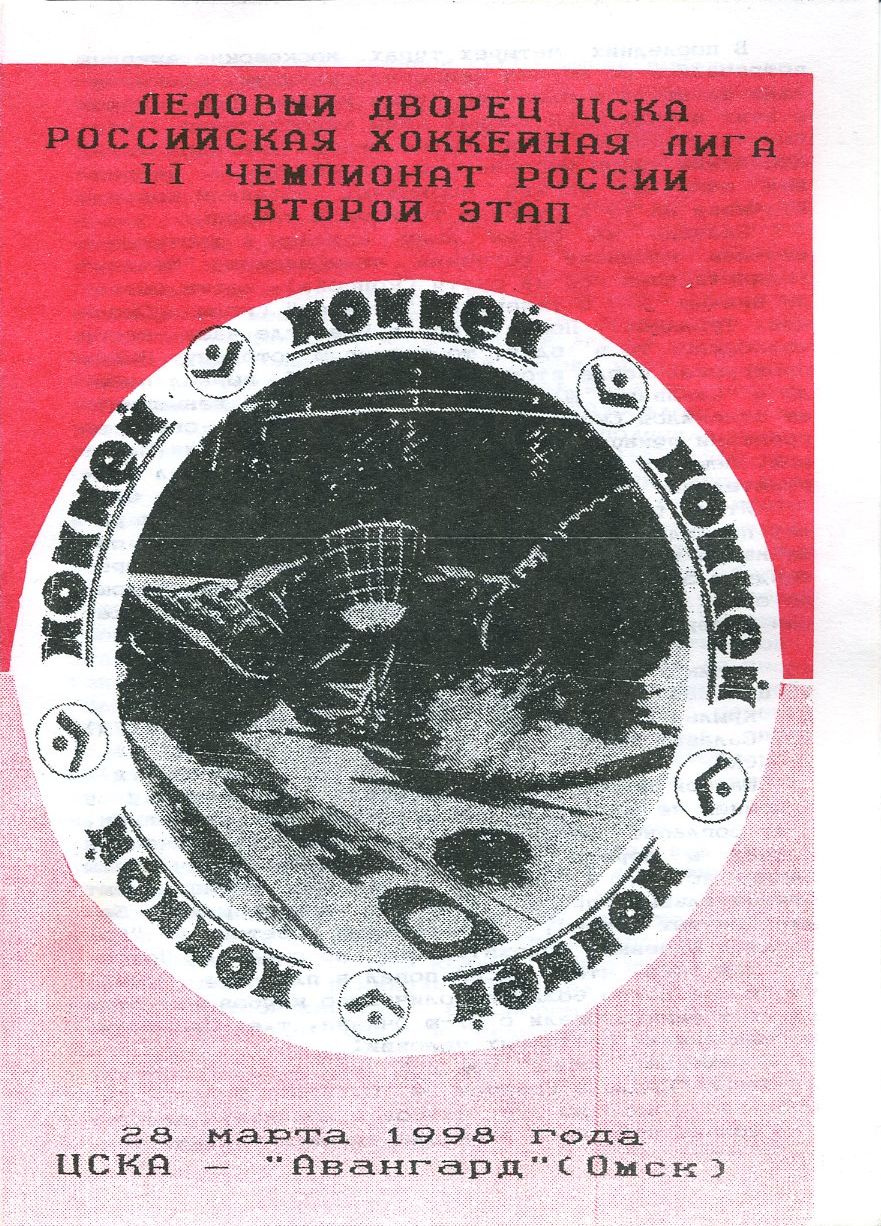 ЛЕДОВЫЙ ДВОРЕЦ ЦСКА
РОССИЙСКАЯ ХОККЕЙНАЯ ЛИГА
II ЧЕМПИОНАТ РОССИИ
ВТОРОЙ ЭТАП
хоккей
хоккей
хоккей
хоккей
хоккей
28 марта 1998 года
ЦСКА - "Авангард"(Омск)